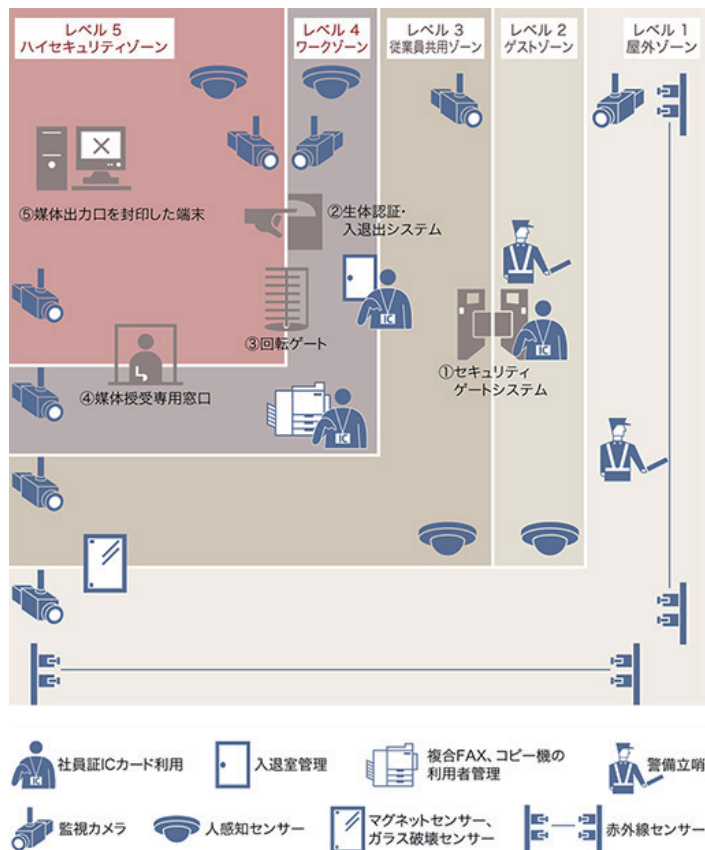 レベル 5
ハイセキュリティゾーン
レベル 4
ワークゾーン
レベル 3
従業員共用ゾーン
レベル 2
ゲストゾーン
レベル 1
屋外ゾーン
⑤媒体出力口を封印した端末
②生体認証・
入退出システム
③回転ゲート
IC
①セキュリティ
ゲートシステム
IC
④媒体授受専用窓口
IC
IC
社員証ICカード利用
入退室管理
複合FAX、コピー機の
利用者管理
警備立哨
監視カメラ
人感知センサー
マグネットセンサー、
ガラス破壊センサー
赤外線センサー